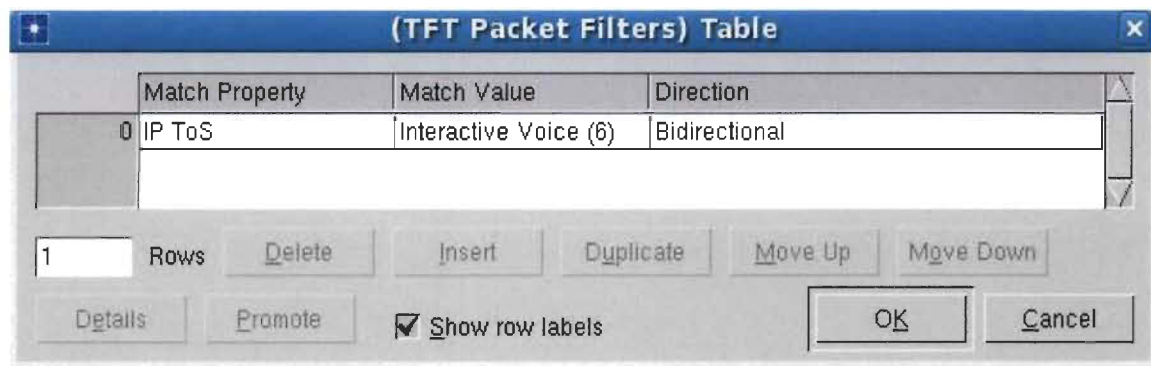 (TFT Packet Filters) Table
Match Property Match Value Direction
0 IP ToS Interactive Voice (6) Bidirectional
1 Rows Delete Insert Duplicate Move Up Move Down
Details Promote Show row labels OK Cancel